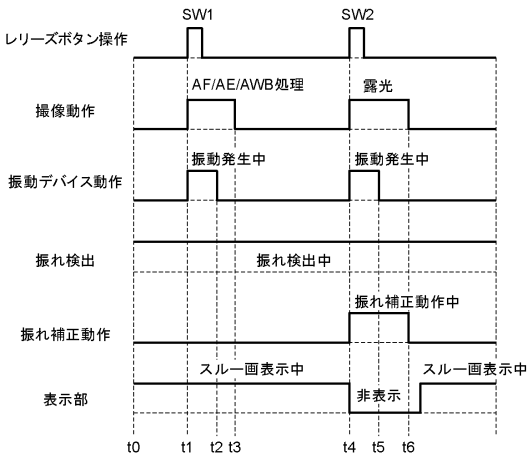 SW1 SW2
レリーズボタン操作
AF/AE/AWB処理 露光
撮像動作
振動発生中 振動発生中
振動デバイス動作
振れ検出 振れ検出中
振れ補正動作中
振れ補正動作
スルー画表示中 スルー画表示中
表示部 非表示
t0 t1 t2 t3 t4 t5 t6